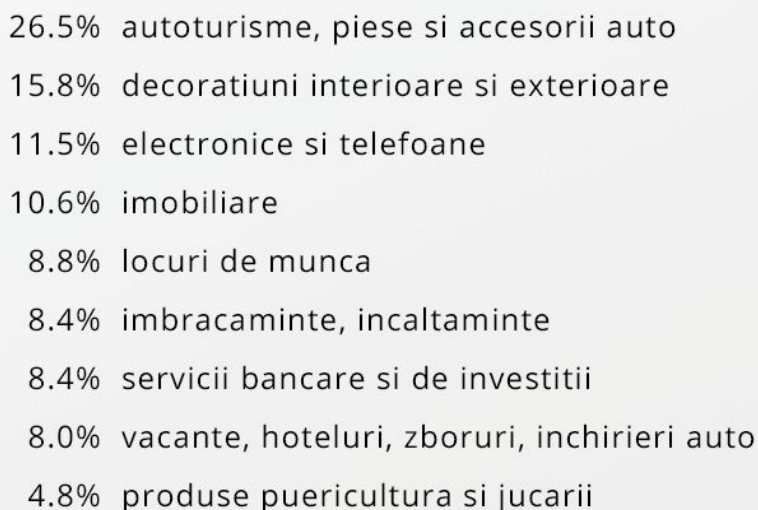 26.5% autoturisme, piese si accesorii auto
15.8% decoratiuni interioare si exterioare
11.5% electronice si telefoane
10.6% imobiliare
8.8% locuri de munca
8.4% imbracaminte, incaltaminte
8.4% servicii bancare si de investitii
8.0% vacante, hoteluri, zboruri, inchirieri auto
4.8% produse puericultura si jucarii